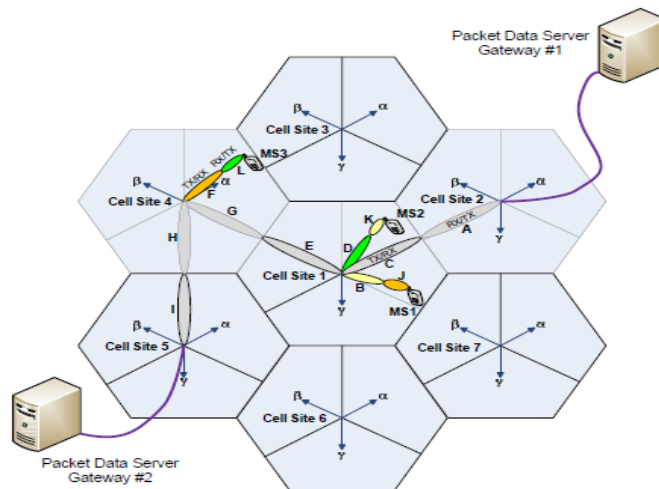 Packet Data Server
Gateway #1
β
α
Cell Site 3
γ
β
α
Cell Site 4
TX/RX
RX/TX
F
L
MS3
β
α
Cell Site 2
γ
RX/TX
A
G
H
E
K
MS2
D
TX/RX
C
Cell Site 1
B
J
MS1
γ
I
β
α
Cell Site 5
γ
β
α
Cell Site 7
γ
β
α
Cell Site 6
γ
Packet Data Server
Gateway #2